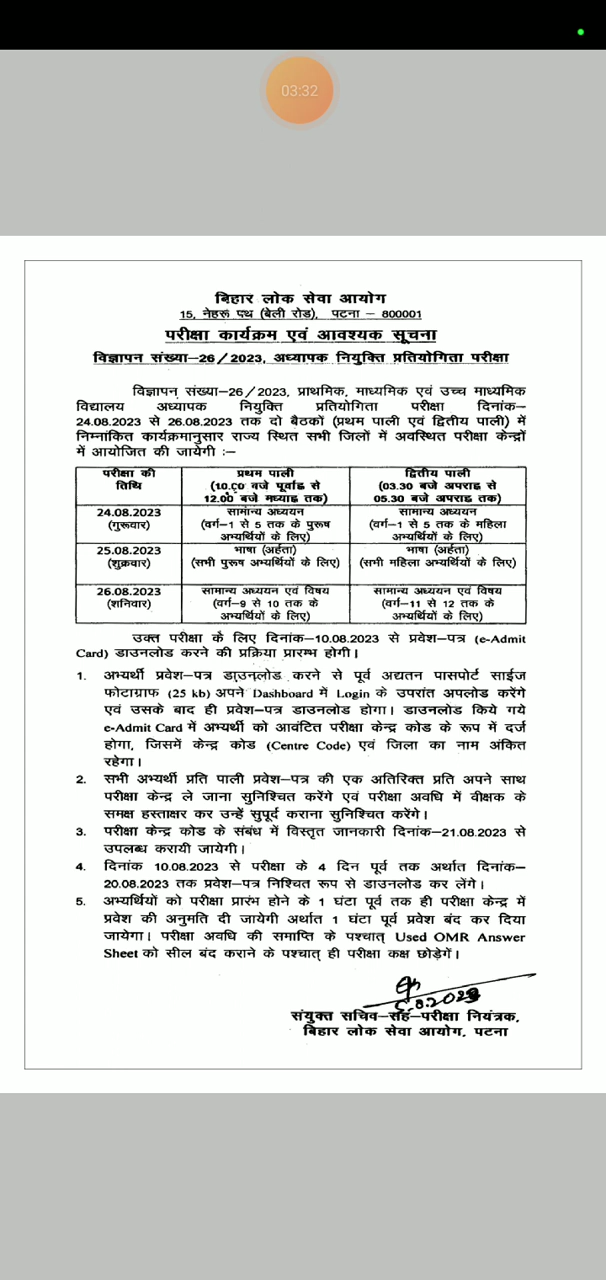 03:32
बिहार लोक सेवा आयोग
15, नेहरू पथ (बेली रोड), पटना – 800001
परीक्षा कार्यक्रम एवं आवश्यक सूचना
विज्ञापन संख्या–26/2023, अध्यापक नियुक्ति प्रतियोगिता परीक्षा
विज्ञापन संख्या–26/2023, प्राथमिक, माध्यमिक एवं उच्च माध्यमिक
विद्यालय अध्यापक नियुक्ति प्रतियोगिता परीक्षा दिनांक–
24.08.2023 से 26.08.2023 तक दो बैठकों (प्रथम पाली एवं द्वितीय पाली) में
निम्नांकित कार्यक्रमानुसार राज्य स्थित सभी जिलों में अवस्थित परीक्षा केन्द्रों
में आयोजित की जायेगी :–
परीक्षा की
तिथि
प्रथम पाली
(10.00 बजे पूर्वाह्न से
12.00 बजे मध्याह्न तक)
द्वितीय पाली
(03.30 बजे अपराह्न से
05.30 बजे अपराह्न तक)
24.08.2023
(गुरूवार)
सामान्य अध्ययन
(वर्ग–1 से 5 तक के पुरूष
अभ्यर्थियों के लिए)
सामान्य अध्ययन
(वर्ग–1 से 5 तक के महिला
अभ्यर्थियों के लिए)
25.08.2023
(शुक्रवार)
भाषा (अर्हता)
(सभी पुरूष अभ्यर्थियों के लिए)
भाषा (अर्हता)
(सभी महिला अभ्यर्थियों के लिए)
26.08.2023
(शनिवार)
सामान्य अध्ययन एवं विषय
(वर्ग–9 से 10 तक के
अभ्यर्थियों के लिए)
सामान्य अध्ययन एवं विषय
(वर्ग–11 से 12 तक के
अभ्यर्थियों के लिए)
उक्त परीक्षा के लिए दिनांक–10.08.2023 से प्रवेश–पत्र (e-Admit
Card) डाउनलोड करने की प्रक्रिया प्रारम्भ होगी।
1. अभ्यर्थी प्रवेश–पत्र डाउनलोड करने से पूर्व अद्यतन पासपोर्ट साईज
फोटोग्राफ (25 kb) अपने Dashboard में Login के उपरांत अपलोड करेंगे
एवं उसके बाद ही प्रवेश–पत्र डाउनलोड होगा। डाउनलोड किये गये
e-Admit Card में अभ्यर्थी को आवंटित परीक्षा केन्द्र कोड के रूप में दर्ज
होगा, जिसमें केन्द्र कोड (Centre Code) एवं जिला का नाम अंकित
रहेगा।
2. सभी अभ्यर्थी प्रति पाली प्रवेश–पत्र की एक अतिरिक्त प्रति अपने साथ
परीक्षा केन्द्र ले जाना सुनिश्चित करेंगे एवं परीक्षा अवधि में वीक्षक के
समक्ष हस्ताक्षर कर उन्हें सुपूर्द कराना सुनिश्चित करेंगे।
3. परीक्षा केन्द्र कोड के संबंध में विस्तृत जानकारी दिनांक–21.08.2023 से
उपलब्ध करायी जायेगी।
4. दिनांक 10.08.2023 से परीक्षा के 4 दिन पूर्व तक अर्थात दिनांक–
20.08.2023 तक प्रवेश–पत्र निश्चित रूप से डाउनलोड कर लेंगे।
5. अभ्यर्थियों को परीक्षा प्रारंभ होने के 1 घंटा पूर्व तक ही परीक्षा केन्द्र में
प्रवेश की अनुमति दी जायेगी अर्थात 1 घंटा पूर्व प्रवेश बंद कर दिया
जायेगा। परीक्षा अवधि की समाप्ति के पश्चात् Used OMR Answer
Sheet को सील बंद कराने के पश्चात् ही परीक्षा कक्ष छोड़ेगें।
8.2023
संयुक्त सचिव–सह–परीक्षा नियंत्रक,
बिहार लोक सेवा आयोग, पटना